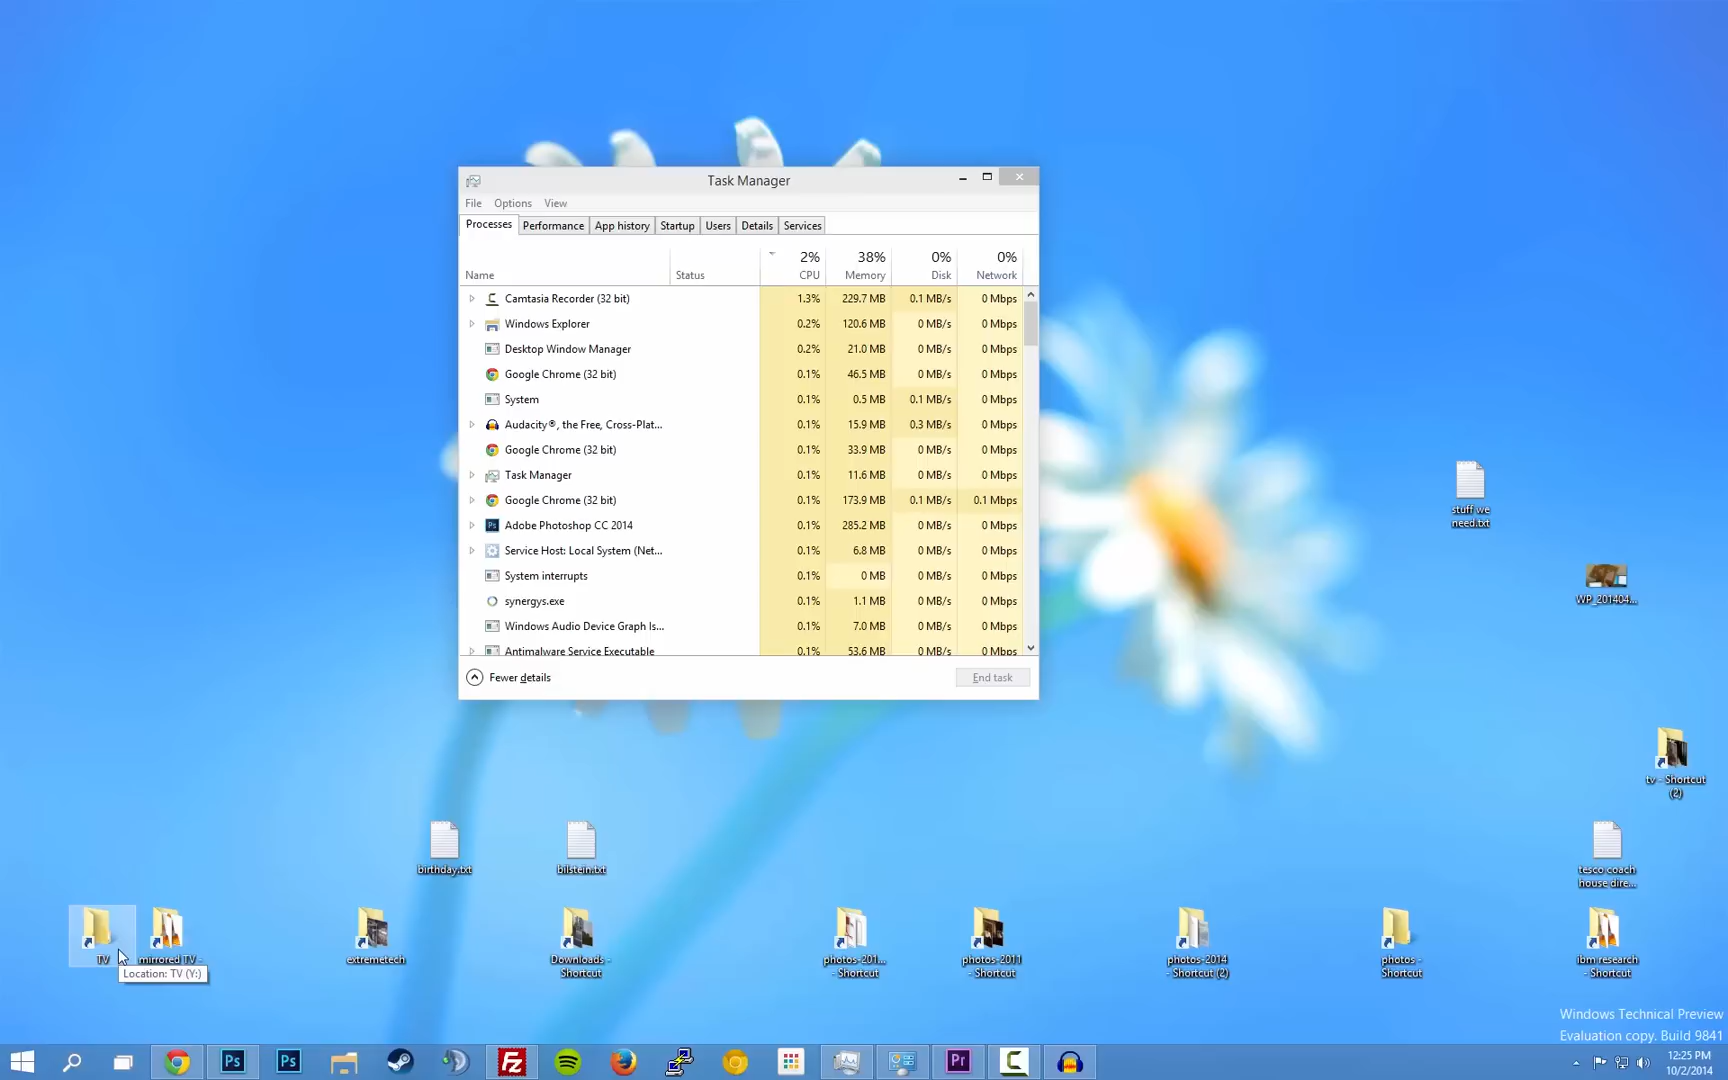 Task Manager
File Options View
Processes Performance App history Startup Users Details Services
2% 38% 0% 0%
Name Status CPU Memory Disk Network
Camtasia Recorder (32 bit) 1.3% 229.7 MB 0.1 MB/s 0 Mbps
Windows Explorer 0.2% 120.6 MB 0 MB/s 0 Mbps
Desktop Window Manager 0.2% 21.0 MB 0 MB/s 0 Mbps
Google Chrome (32 bit) 0.1% 46.5 MB 0 MB/s 0 Mbps
System 0.1% 0.5 MB 0.1 MB/s 0 Mbps
Audacity®, the Free, Cross-Plat... 0.1% 15.9 MB 0.3 MB/s 0 Mbps
Google Chrome (32 bit) 0.1% 33.9 MB 0 MB/s 0 Mbps
Task Manager 0.1% 11.6 MB 0 MB/s 0 Mbps
Google Chrome (32 bit) 0.1% 173.9 MB 0.1 MB/s 0.1 Mbps
Adobe Photoshop CC 2014 0.1% 285.2 MB 0 MB/s 0 Mbps
Service Host: Local System (Net... 0.1% 6.8 MB 0 MB/s 0 Mbps
System interrupts 0.1% 0 MB 0 MB/s 0 Mbps
synergys.exe 0.1% 1.1 MB 0 MB/s 0 Mbps
Windows Audio Device Graph Is... 0.1% 7.0 MB 0 MB/s 0 Mbps
Antimalware Service Executable 0.1% 53.6 MB 0 MB/s 0 Mbps
Fewer details End task
stuff we
need.txt
WP_201404...
tv - Shortcut
(2)
birthday.txt
bilstein.txt
tesco coach
house dire...
TV
mirrored TV -
Location: TV (Y:)
extremetech
Downloads -
Shortcut
photos-201...
- Shortcut
photos-2011
- Shortcut
photos-2014
- Shortcut (2)
photos -
Shortcut
ibm research
- Shortcut
Windows Technical Preview
Evaluation copy. Build 9841
Ps Ps Fz Pr C
12:25 PM
10/2/2014